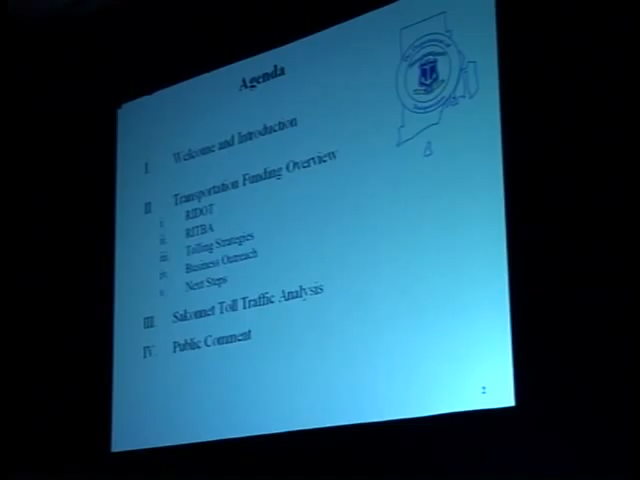 Agenda
I. Welcome and Introduction
II Transportation Funding Overview
i. RIDOT
ii. RITBA
iii. Tolling Strategies
iv. Business Outreach
v. Next Steps
III. Sakonnet Toll Traffic Analysis
IV. Public Comment
2